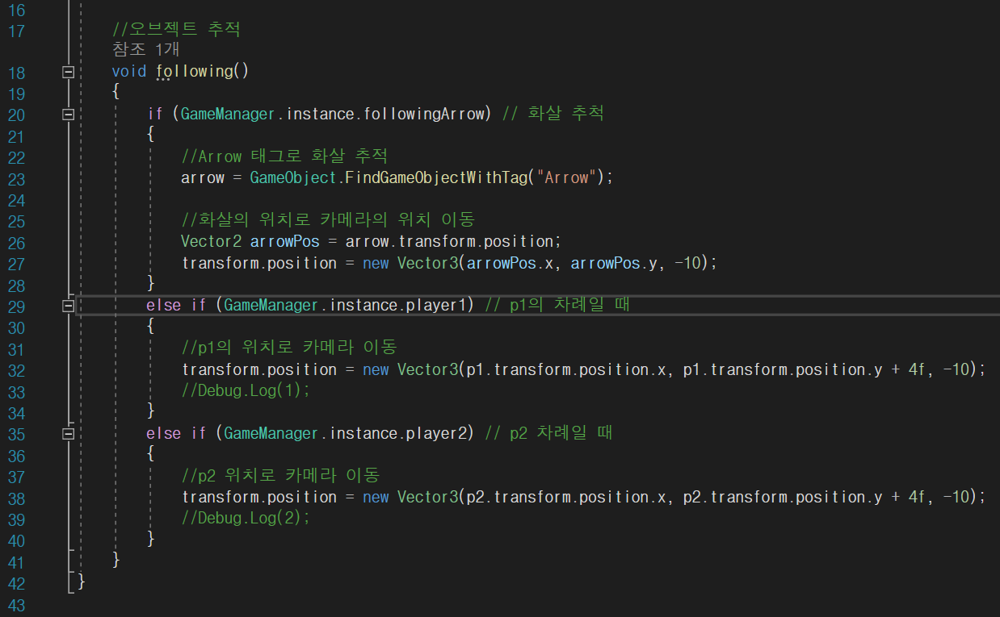 16
17 //오브젝트 추적
참조 1개
18 void following()
19 {
20 if (GameManager.instance.followingArrow) // 화살 추척
21 {
22 //Arrow 태그로 화살 추적
23 arrow = GameObject.FindGameObjectWithTag("Arrow");
24
25 //화살의 위치로 카메라의 위치 이동
26 Vector2 arrowPos = arrow.transform.position;
27 transform.position = new Vector3(arrowPos.x, arrowPos.y, -10);
28 }
29 else if (GameManager.instance.player1) // p1의 차례일 때
30 {
31 //p1의 위치로 카메라 이동
32 transform.position = new Vector3(p1.transform.position.x, p1.transform.position.y + 4f, -10);
33 //Debug.Log(1);
34 }
35 else if (GameManager.instance.player2) // p2 차례일 때
36 {
37 //p2 위치로 카메라 이동
38 transform.position = new Vector3(p2.transform.position.x, p2.transform.position.y + 4f, -10);
39 //Debug.Log(2);
40 }
41 }
42 }
43